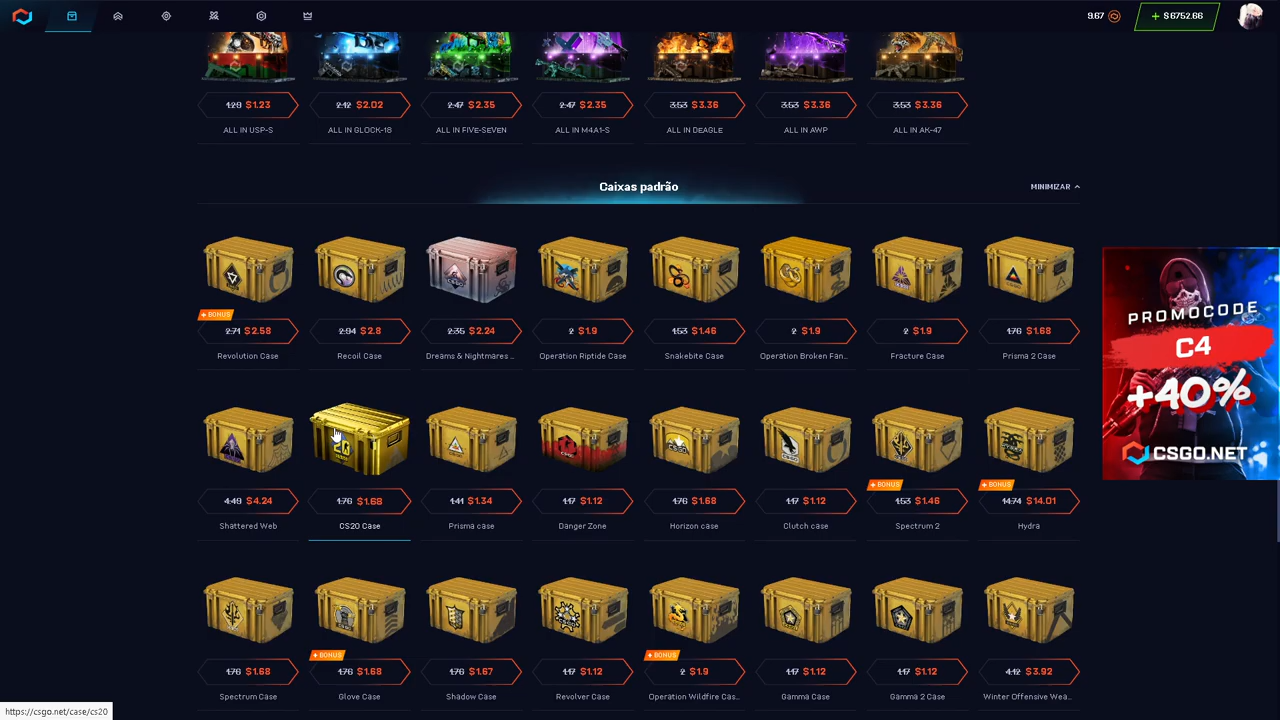 9.67
+ $ 6752.66
1.29 $1.23
2.12 $2.02
2.47 $2.35
2.47 $2.35
3.53 $3.36
3.53 $3.36
3.53 $3.36
ALL IN USP-S
ALL IN GLOCK-18
ALL IN FIVE-SEVEN
ALL IN M4A1-S
ALL IN DEAGLE
ALL IN AWP
ALL IN AK-47
Caixas padrão
MINIMIZAR
+ BONUS
2.71 $2.58
2.94 $2.8
2.35 $2.24
2 $1.9
1.53 $1.46
2 $1.9
2 $1.9
1.76 $1.68
Revolution Case
Recoil Case
Dreams & Nightmares ...
Operation Riptide Case
Snakebite Case
Operation Broken Fan...
Fracture Case
Prisma 2 Case
PROMOCODE
C4
+40%
CSGO.NET
+ BONUS
+ BONUS
4.49 $4.24
1.76 $1.68
1.41 $1.34
1.17 $1.12
1.76 $1.68
1.17 $1.12
1.53 $1.46
14.74 $14.01
Shattered Web
CS20 Case
Prisma case
Danger Zone
Horizon case
Clutch case
Spectrum 2
Hydra
+ BONUS
+ BONUS
1.76 $1.68
1.76 $1.68
1.76 $1.67
1.17 $1.12
2 $1.9
1.17 $1.12
1.17 $1.12
4.12 $3.92
Spectrum Case
Glove Case
Shadow Case
Revolver Case
Operation Wildfire Cas...
Gamma Case
Gamma 2 Case
Winter Offensive Wea...
https://csgo.net/case/cs20